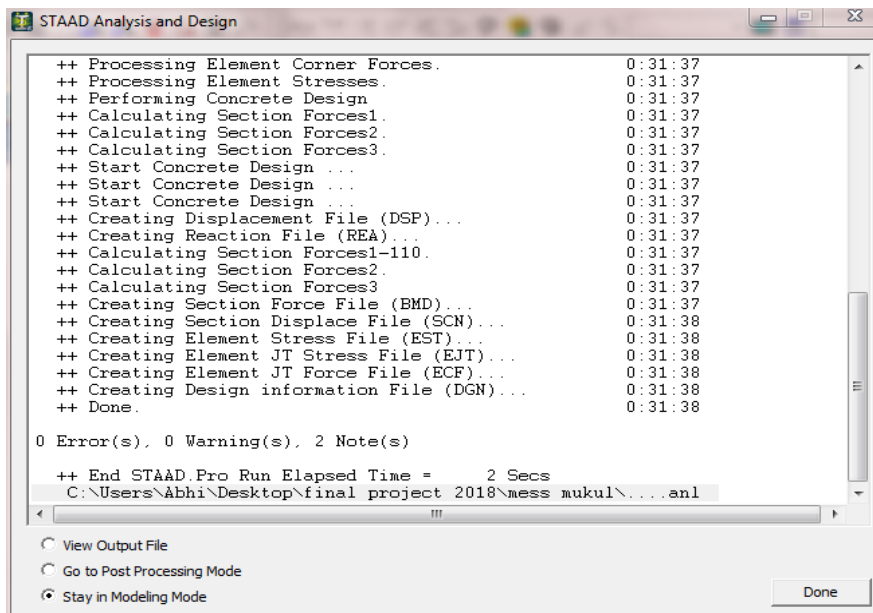 STAAD Analysis and Design
++ Processing Element Corner Forces. 0:31:37
++ Processing Element Stresses. 0:31:37
++ Performing Concrete Design 0:31:37
++ Calculating Section Forces1. 0:31:37
++ Calculating Section Forces2. 0:31:37
++ Calculating Section Forces3. 0:31:37
++ Start Concrete Design ... 0:31:37
++ Start Concrete Design ... 0:31:37
++ Start Concrete Design ... 0:31:37
++ Creating Displacement File (DSP)... 0:31:37
++ Creating Reaction File (REA)... 0:31:37
++ Calculating Section Forces1-110. 0:31:37
++ Calculating Section Forces2. 0:31:37
++ Calculating Section Forces3 0:31:37
++ Creating Section Force File (BMD)... 0:31:37
++ Creating Section Displace File (SCN)... 0:31:38
++ Creating Element Stress File (EST)... 0:31:38
++ Creating Element JT Stress File (EJT)... 0:31:38
++ Creating Element JT Force File (ECF)... 0:31:38
++ Creating Design information File (DGN)... 0:31:38
++ Done. 0:31:38
0 Error(s), 0 Warning(s), 2 Note(s)
++ End STAAD.Pro Run Elapsed Time = 2 Secs
C:\Users\Abhi\Desktop\final project 2018\mess mukul\....anl
View Output File
Go to Post Processing Mode
Stay in Modeling Mode
Done